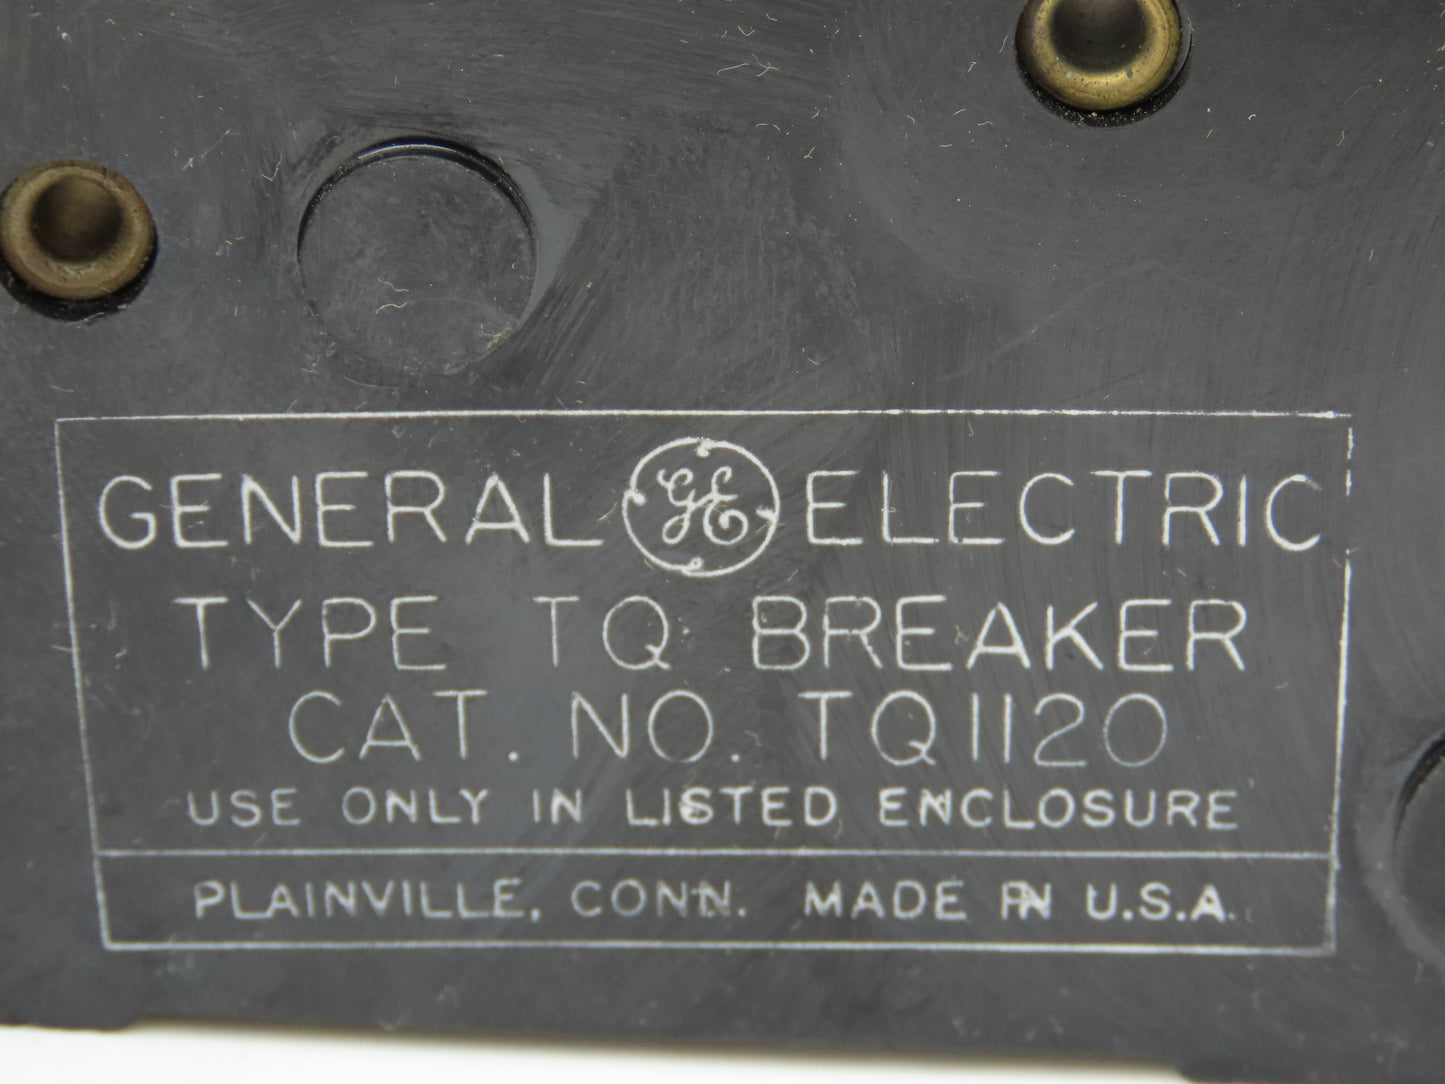 GENERAL GE ELECTRIC
TYPE TQ BREAKER
CAT. NO. TQ1120
USE ONLY IN LISTED ENCLOSURE
PLAINVILLE, CONN. MADE IN U.S.A.